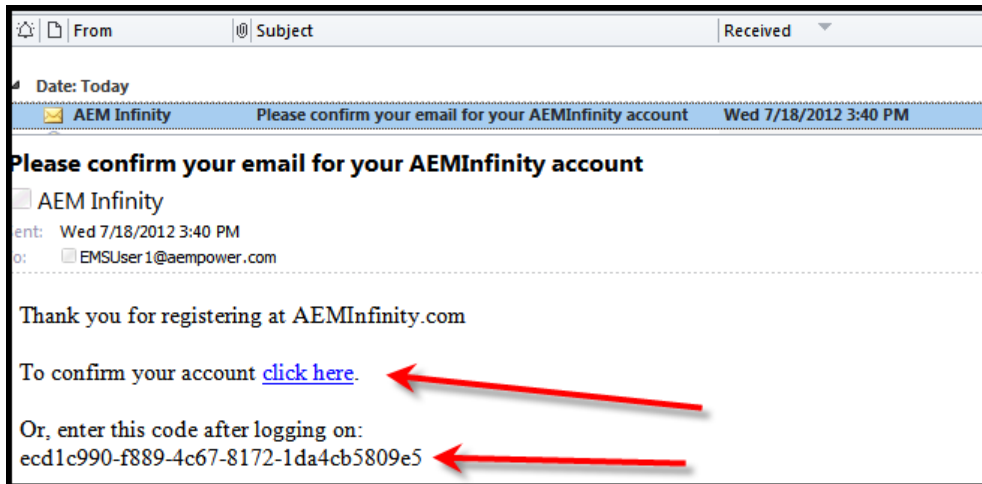 From Subject Received
Date: Today
AEM Infinity Please confirm your email for your AEMInfinity account Wed 7/18/2012 3:40 PM
Please confirm your email for your AEMInfinity account
AEM Infinity
ent: Wed 7/18/2012 3:40 PM
o: EMSUser1@aempower.com
Thank you for registering at AEMInfinity.com
To confirm your account click here.
Or, enter this code after logging on:
ecd1c990-f889-4c67-8172-1da4cb5809e5